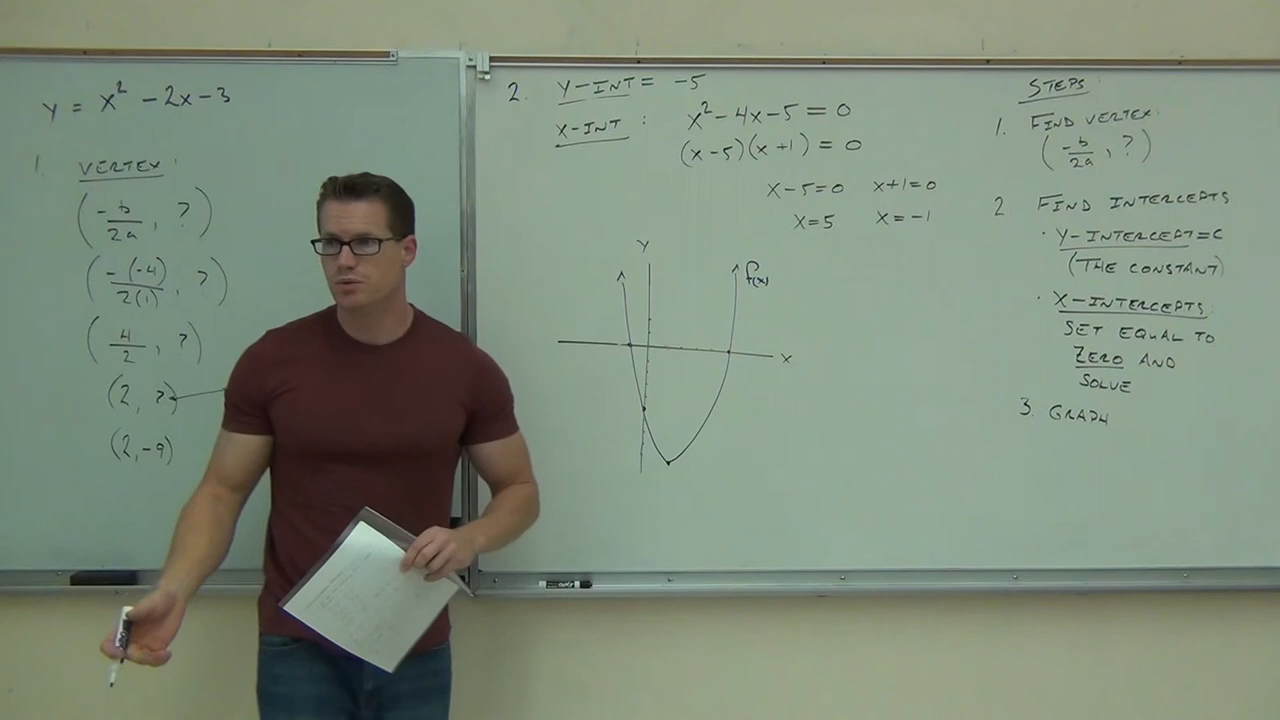 y = x² - 2x - 3
1. VERTEX:
(-b/2a, ?)
(-(-4)/2(1), ?)
(4/2, ?)
(2, ?)
(2, -9)
2. Y-INT = -5
X-INT : x² - 4x - 5 = 0
(x-5)(x+1) = 0
x-5=0 x+1=0
x=5 x=-1
y
f(x)
x
STEPS:
1. FIND VERTEX:
(-b/2a, ?)
2 FIND INTERCEPTS
· Y-INTERCEPT=C
(THE CONSTANT)
· X-INTERCEPTS:
SET EQUAL TO
ZERO AND
SOLVE
3. GRAPH